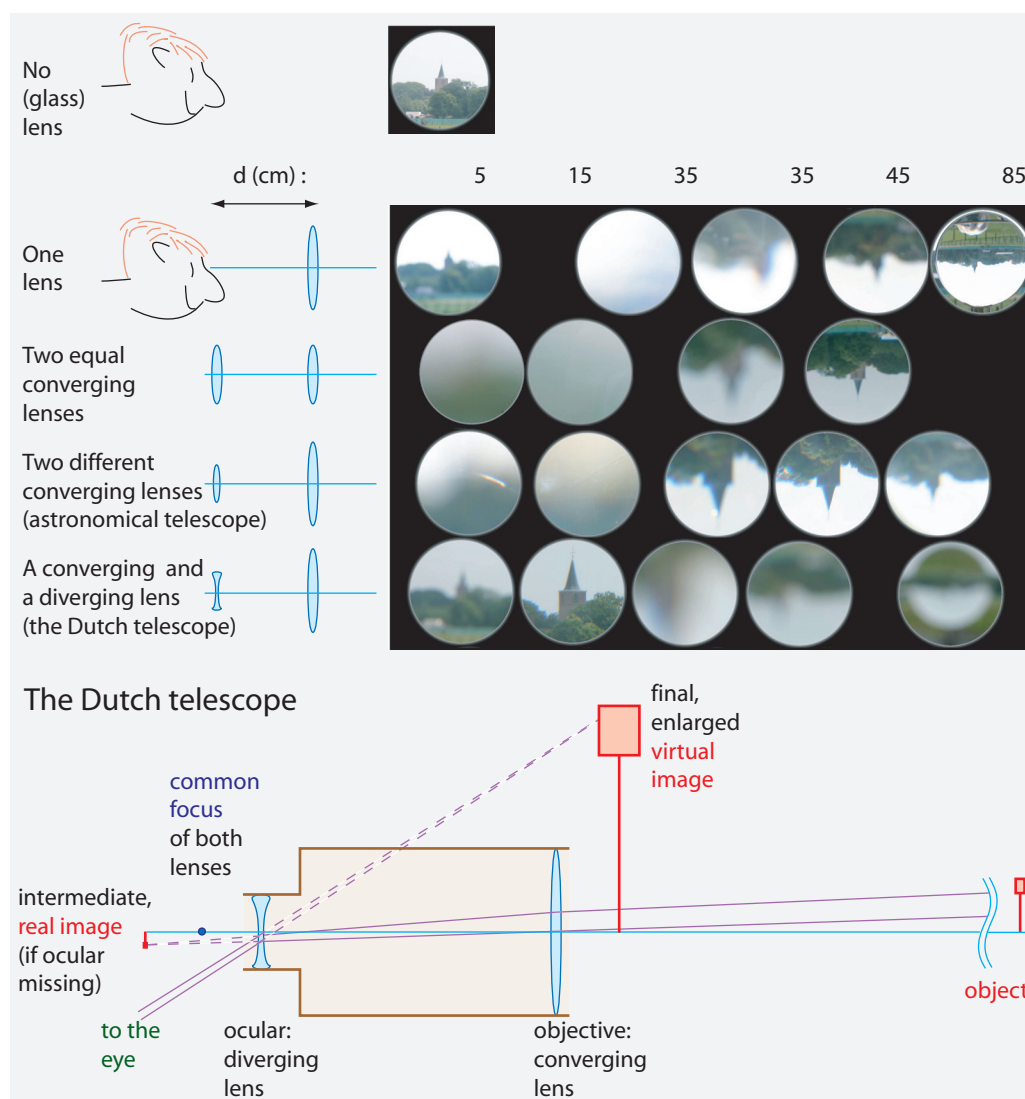 No
(glass)
lens
d (cm) :
5
15
35
35
45
85
One
lens
Two equal
converging
lenses
Two different
converging lenses
(astronomical telescope)
A converging and
a diverging lens
(the Dutch telescope)
The Dutch telescope
final,
enlarged
virtual
image
common
focus
of both
lenses
intermediate,
real image
(if ocular
missing)
object
to the
eye
ocular:
diverging
lens
objective:
converging
lens